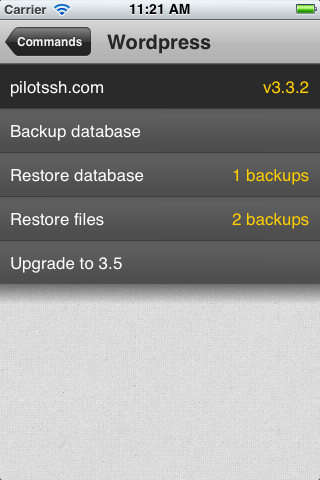 Carrier 11:21 AM
Commands Wordpress
pilotssh.com v3.3.2
Backup database
Restore database 1 backups
Restore files 2 backups
Upgrade to 3.5